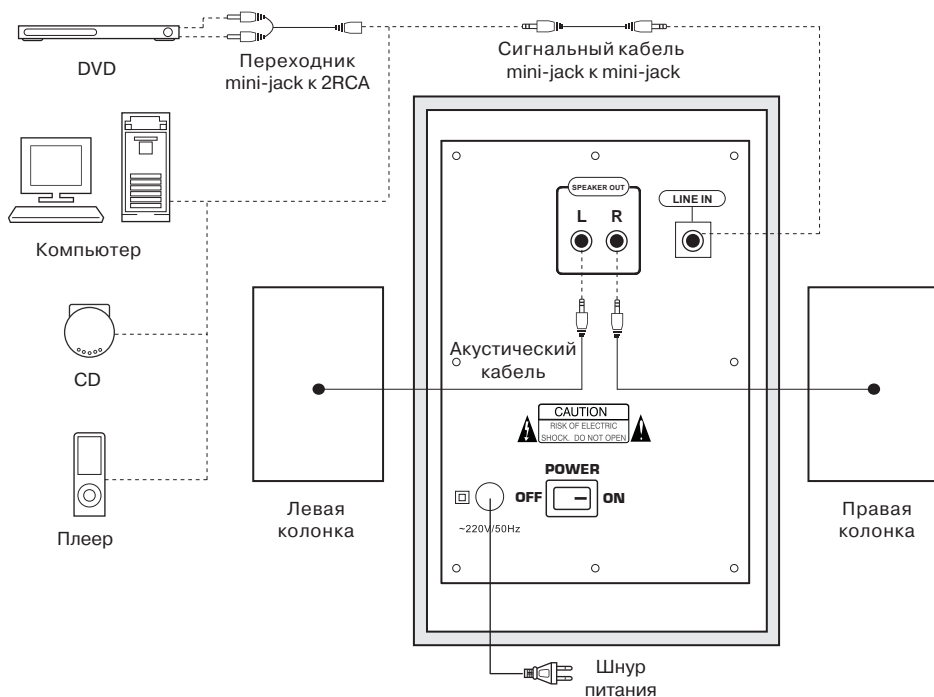 DVD
Переходник
mini-jack к 2RCA
Сигнальный кабель
mini-jack к mini-jack
Компьютер
SPEAKER OUT
L R
LINE IN
CD
Акустический
кабель
CAUTION
RISK OF ELECTRIC
SHOCK. DO NOT OPEN
POWER
OFF ON
~220V/50Hz
Плеер
Левая
колонка
Правая
колонка
Шнур
питания